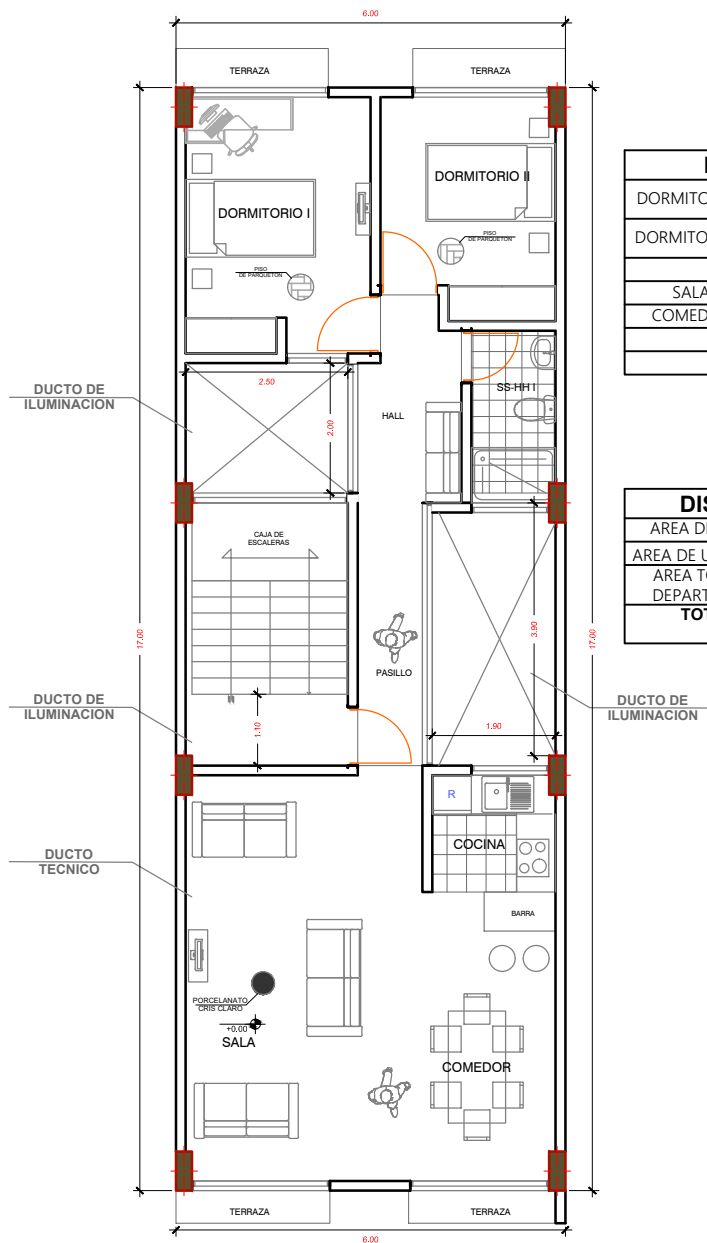 6.00
TERRAZA
TERRAZA
DORMITORIO I
DORMITORIO II
PISO
DE PARQUETON
PISO
DE PARQUETON
DORMITO
DORMITO
SALA
COMED
DUCTO DE
ILUMINACION
2.50
2.00
HALL
SS-HH I
CAJA DE
ESCALERAS
DIS
AREA DE
AREA DE U
AREA TO
DEPART
TOT
17.00
17.00
3.90
PASILLO
DUCTO DE
ILUMINACION
1.10
1.90
DUCTO DE
ILUMINACION
R
COCINA
DUCTO
TECNICO
BARRA
PORCELANATO
CRIS CLARO
+0.00
SALA
COMEDOR
TERRAZA
TERRAZA
6.00